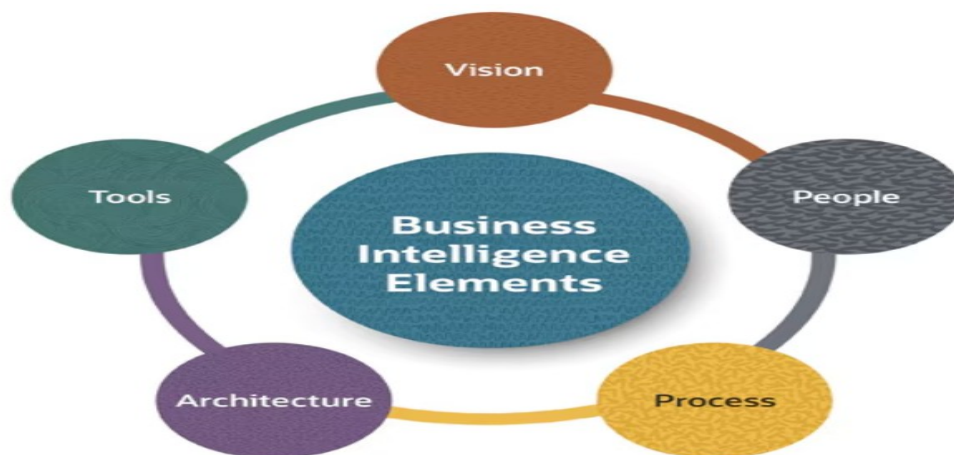 Vision
Tools
People
Business
Intelligence
Elements
Architecture
Process